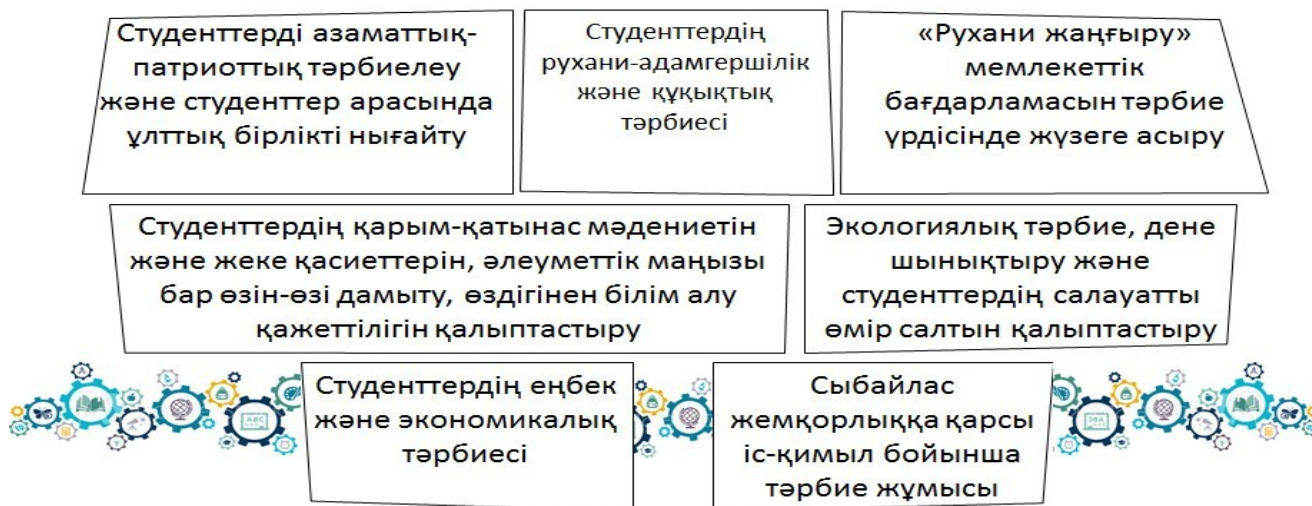 Студенттерді азаматтық-
патриоттық тәрбиелеу
және студенттер арасында
ұлттық бірлікті нығайту
Студенттердің
рухани-адамгершілік
және құқықтық
тәрбиесі
«Рухани жаңғыру»
мемлекеттік
бағдарламасын тәрбие
үрдісінде жүзеге асыру
Студенттердің қарым-қатынас мәдениетін
және жеке қасиеттерін, әлеуметтік маңызы
бар өзін-өзі дамыту, өздігінен білім алу
қажеттілігін қалыптастыру
Экологиялық тәрбие, дене
шынықтыру және
студенттердің салауатты
өмір салтын қалыптастыру
Студенттердің еңбек
және экономикалық
тәрбиесі
Сыбайлас
жемқорлыққа қарсы
іс-қимыл бойынша
тәрбие жұмысы